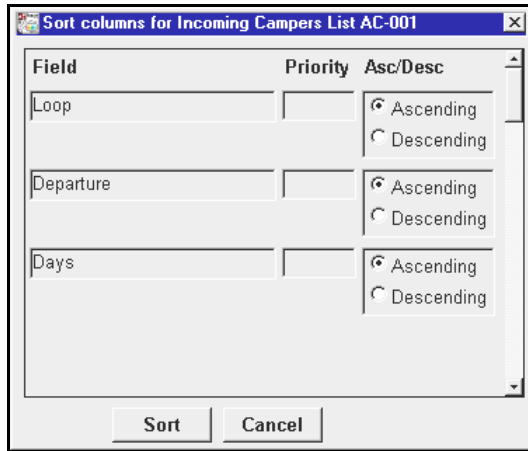 Sort columns for Incoming Campers List AC-001
Field Priority Asc/Desc
Loop
Ascending
Descending
Departure
Ascending
Descending
Days
Ascending
Descending
Sort Cancel